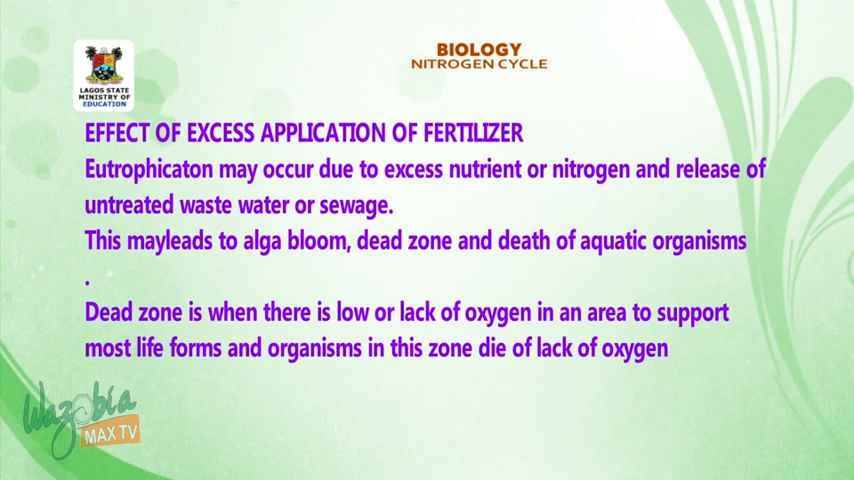 BIOLOGY
NITROGEN CYCLE
LAGOS STATE
MINISTRY OF
EDUCATION
EFFECT OF EXCESS APPLICATION OF FERTILIZER
Eutrophicaton may occur due to excess nutrient or nitrogen and release of
untreated waste water or sewage.
This mayleads to alga bloom, dead zone and death of aquatic organisms
.
Dead zone is when there is low or lack of oxygen in an area to support
most life forms and organisms in this zone die of lack of oxygen
Wazobia
MAX TV